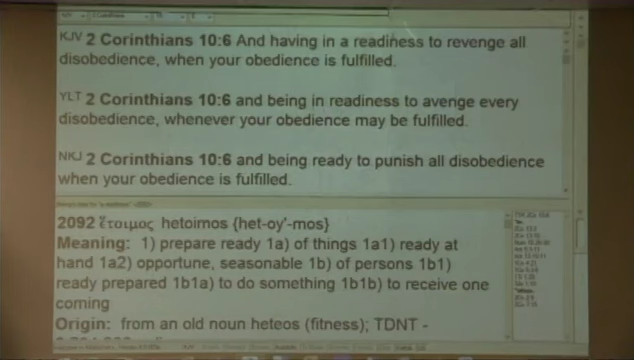 KJV 2 Corinthians 10:6 And having in a readiness to revenge all
disobedience, when your obedience is fulfilled.
YLT 2 Corinthians 10:6 and being in readiness to avenge every
disobedience, whenever your obedience may be fulfilled.
NKJ 2 Corinthians 10:6 and being ready to punish all disobedience
when your obedience is fulfilled.
2092 ἕτοιμος hetoimos {het-oy'-mos}
Meaning: 1) prepare ready 1a) of things 1a1) ready at
hand 1a2) opportune, seasonable 1b) of persons 1b1)
ready prepared 1b1a) to do something 1b1b) to receive one
coming
Origin: from an old noun heteos (fitness); TDNT -